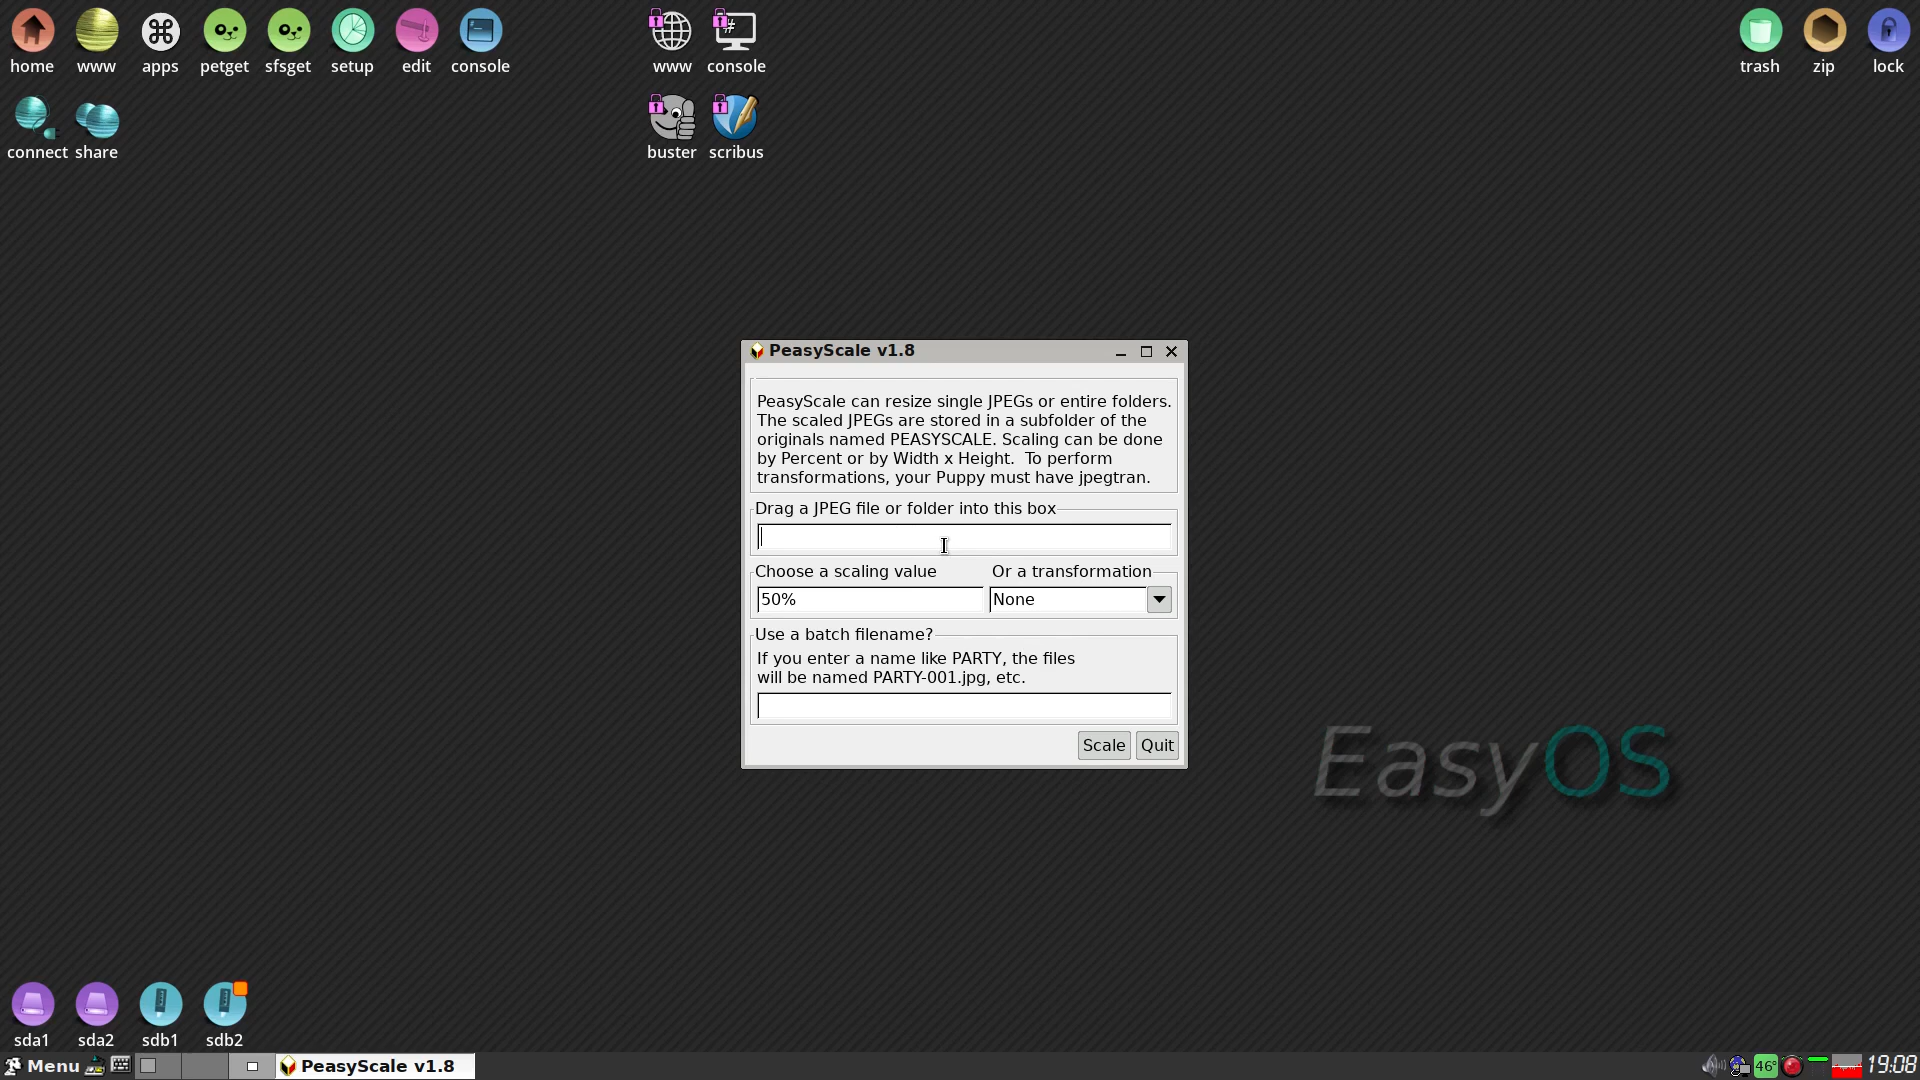 home www apps petget sfsget setup edit console www # console trash zip lock
connect share buster scribus
PeasyScale v1.8
PeasyScale can resize single JPEGs or entire folders.
The scaled JPEGs are stored in a subfolder of the
originals named PEASYSCALE. Scaling can be done
by Percent or by Width x Height.  To perform
transformations, your Puppy must have jpegtran.
Drag a JPEG file or folder into this box
Choose a scaling value Or a transformation
50% None
Use a batch filename?
If you enter a name like PARTY, the files
will be named PARTY-001.jpg, etc.
Scale Quit
EasyOS
sda1 sda2 sdb1 sdb2
Menu PeasyScale v1.8 46° 19:08